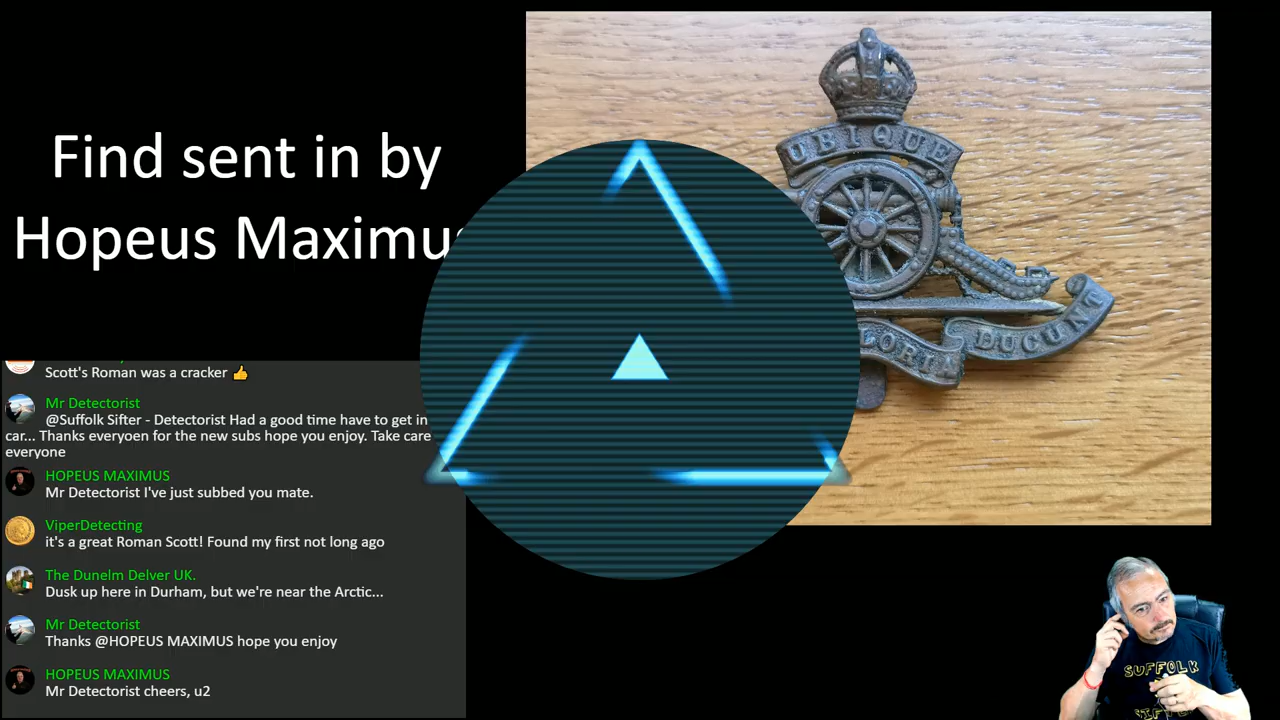 Find sent in by
Hopeus Maximus
UBIQUE
DUCUNT
Scott's Roman was a cracker 👍
Mr Detectorist
@Suffolk Sifter - Detectorist Had a good time have to get in
car... Thanks everyoen for the new subs hope you enjoy. Take care
everyone
HOPEUS MAXIMUS
Mr Detectorist I've just subbed you mate.
ViperDetecting
it's a great Roman Scott! Found my first not long ago
The Dunelm Delver UK.
Dusk up here in Durham, but we're near the Arctic...
Mr Detectorist
Thanks @HOPEUS MAXIMUS hope you enjoy
HOPEUS MAXIMUS
Mr Detectorist cheers, u2
SUFFOLK